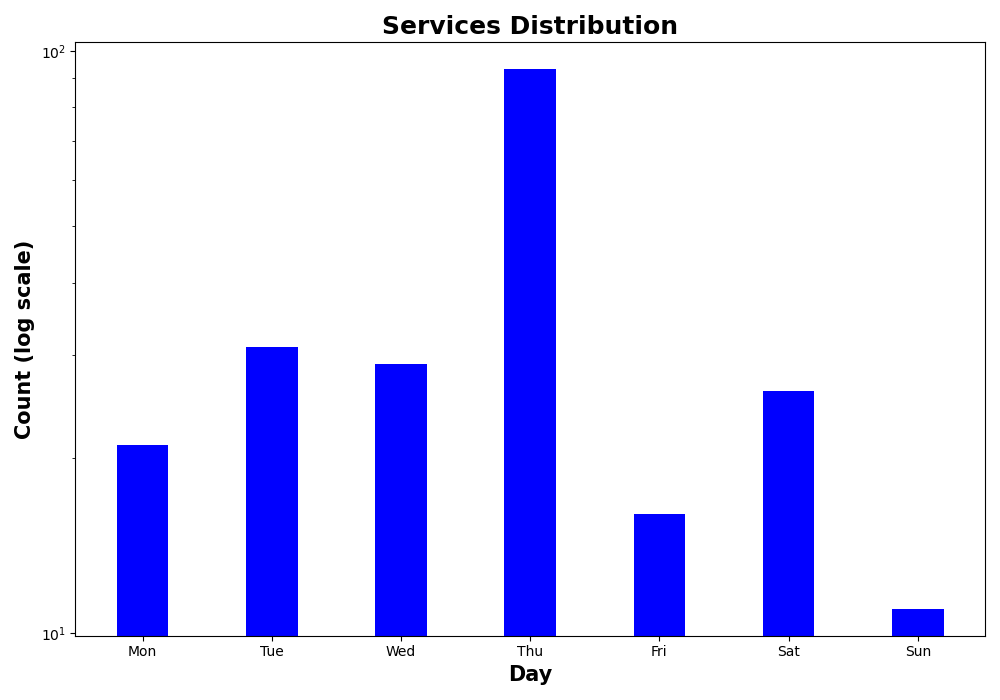 Services Distribution
Count (log scale)
10²
10¹
Mon Tue Wed Thu Fri Sat Sun
Day